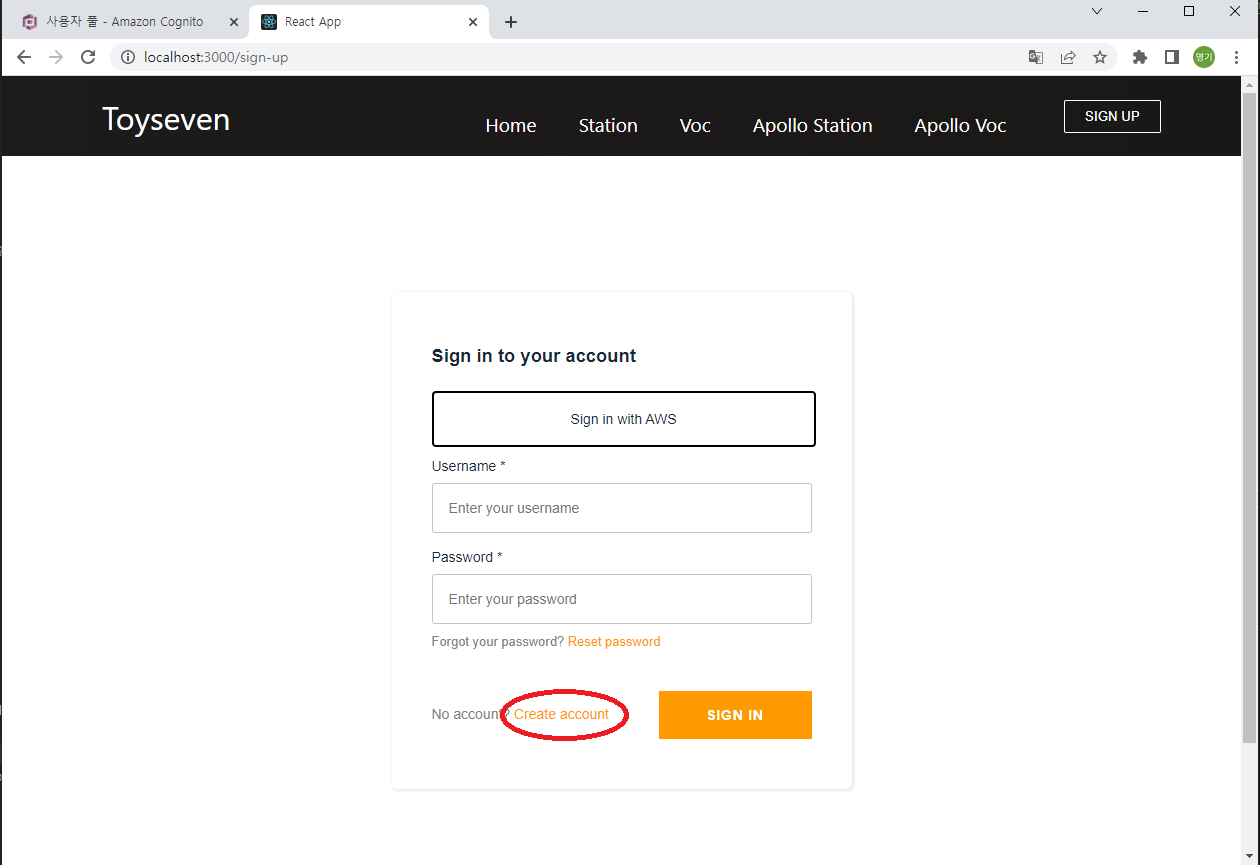 사용자 풀 - Amazon Cognito
React App
localhost:3000/sign-up
명기
Toyseven
Home Station Voc Apollo Station Apollo Voc
SIGN UP
Sign in to your account
Sign in with AWS
Username *
Enter your username
Password *
Enter your password
Forgot your password? Reset password
No account? Create account
SIGN IN